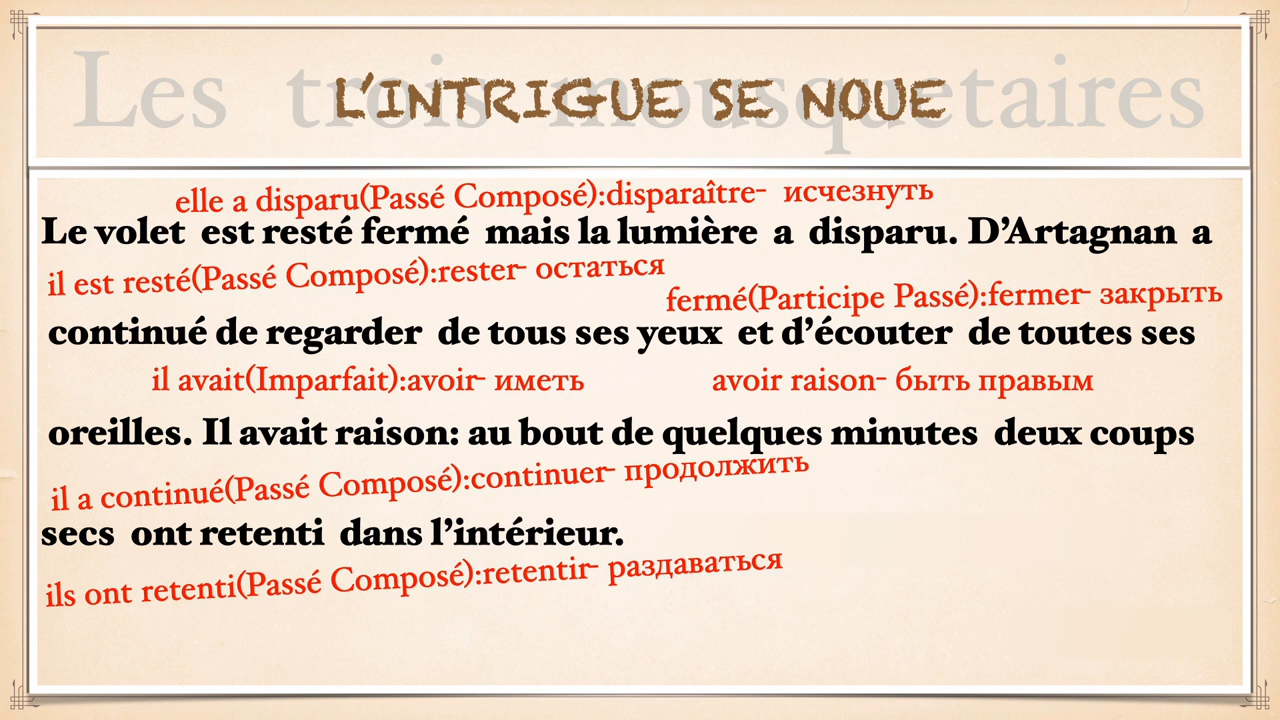 Les trois mousquetaires
L'INTRIGUE SE NOUE
elle a disparu(Passé Composé):disparaître- исчезнуть
Le volet est resté fermé mais la lumière a disparu. D'Artagnan a
il est resté(Passé Composé):rester- остаться
fermé(Participe Passé):fermer- закрыть
continué de regarder de tous ses yeux et d'écouter de toutes ses
il avait(Imparfait):avoir- иметь
avoir raison- быть правым
oreilles. Il avait raison: au bout de quelques minutes deux coups
il a continué(Passé Composé):continuer- продолжить
secs ont retenti dans l'intérieur.
ils ont retenti(Passé Composé):retentir- раздаваться